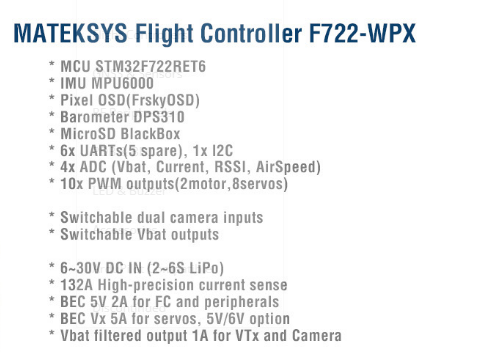 MATEKSYS Flight Controller F722-WPX
* MCU STM32F722RET6
* IMU MPU6000
* Pixel OSD(FrskyOSD)
* Barometer DPS310
* MicroSD BlackBox
* 6x UARTs(5 spare), 1x I2C
* 4x ADC (Vbat, Current, RSSI, AirSpeed)
* 10x PWM outputs(2motor,8servos)
* Switchable dual camera inputs
* Switchable Vbat outputs
* 6~30V DC IN (2~6S LiPo)
* 132A High-precision current sense
* BEC 5V 2A for FC and peripherals
* BEC Vx 5A for servos, 5V/6V option
* Vbat filtered output 1A for VTx and Camera